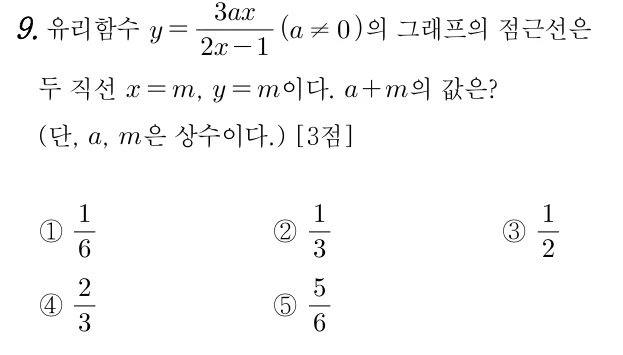 9. 유리함수 y = 3ax/(2x-1) (a ≠ 0)의 그래프의 점근선은
두 직선 x = m, y = m이다. a+m의 값은?
(단, a, m은 상수이다.) [3점]
① 1/6 ② 1/3 ③ 1/2
④ 2/3 ⑤ 5/6